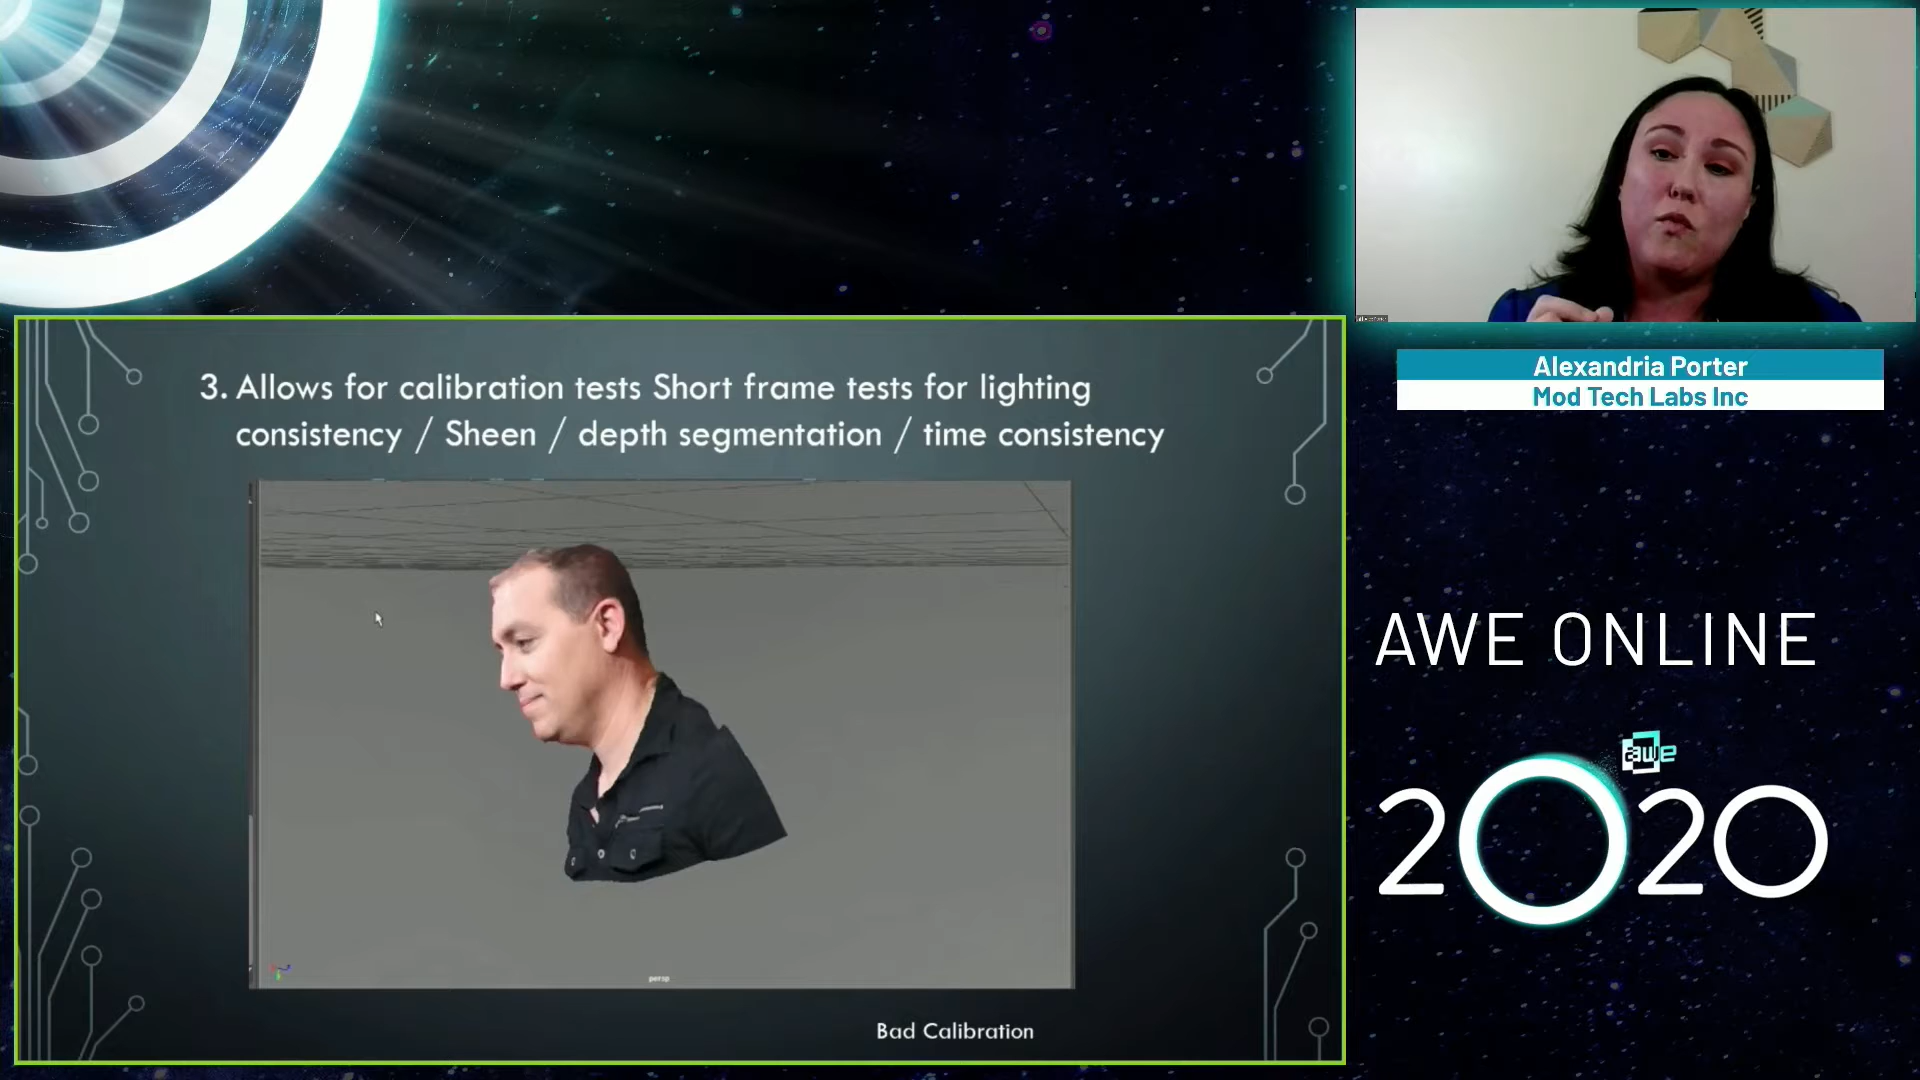 3. Allows for calibration tests Short frame tests for lighting
consistency / Sheen / depth segmentation / time consistency
persp
Bad Calibration
Alexandria Porter
Mod Tech Labs Inc
AWE ONLINE
awe
2020